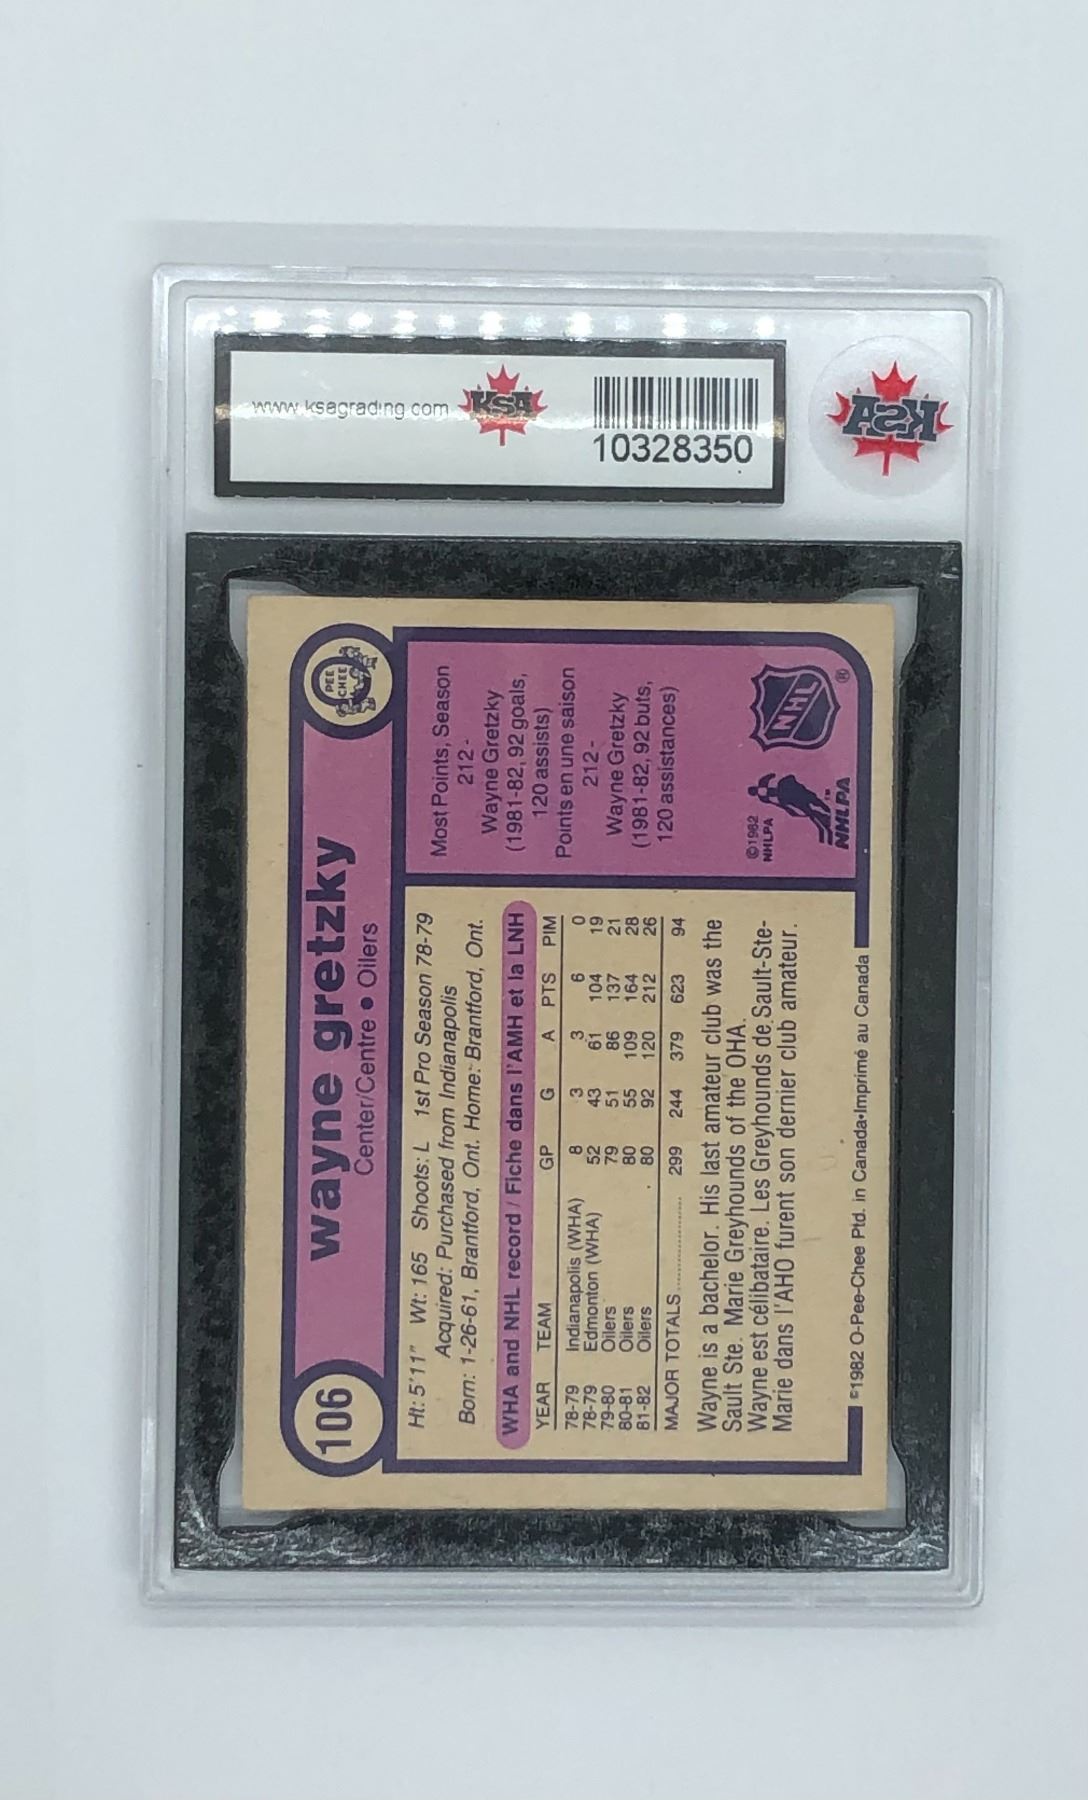 www.ksagrading.com
KSA
10328350
KSA
106
wayne gretzky
Center/Centre • Oilers
O PEE CHEE
Ht: 5'11" Wt: 165 Shoots: L 1st Pro Season 78-79
Acquired: Purchased from Indianapolis
Born: 1-26-61, Brantford, Ont. Home: Brantford, Ont.
WHA and NHL record / Fiche dans l'AMH et la LNH
YEAR TEAM GP G A PTS PIM
78-79 Indianapolis (WHA) 8 3 3 6 0
78-79 Edmonton (WHA) 52 43 61 104 19
79-80 Oilers 79 51 86 137 21
80-81 Oilers 80 55 109 164 28
81-82 Oilers 80 92 120 212 26
MAJOR TOTALS 299 244 379 623 94
Wayne is a bachelor. His last amateur club was the
Sault Ste. Marie Greyhounds of the OHA.
Wayne est célibataire. Les Greyhounds de Sault-Ste-
Marie dans l'AHO furent son dernier club amateur.
©1982 O-Pee-Chee Ptd. in Canada•Imprimé au Canada
Most Points, Season
212 -
Wayne Gretzky
(1981-82, 92 goals,
120 assists)
Points en une saison
212 -
Wayne Gretzky
(1981-82, 92 buts,
120 assistances)
©1982
NHLPA
NHLPA™
NHL®